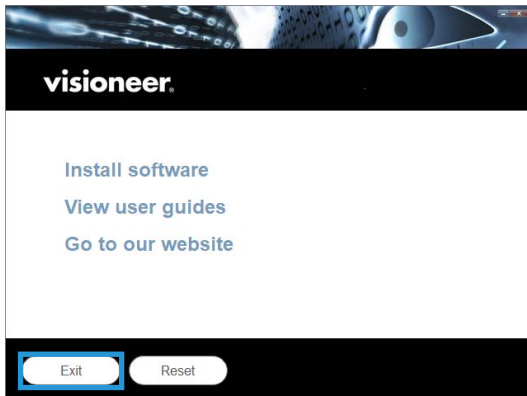 visioneer®
Install software
View user guides
Go to our website
Exit
Reset